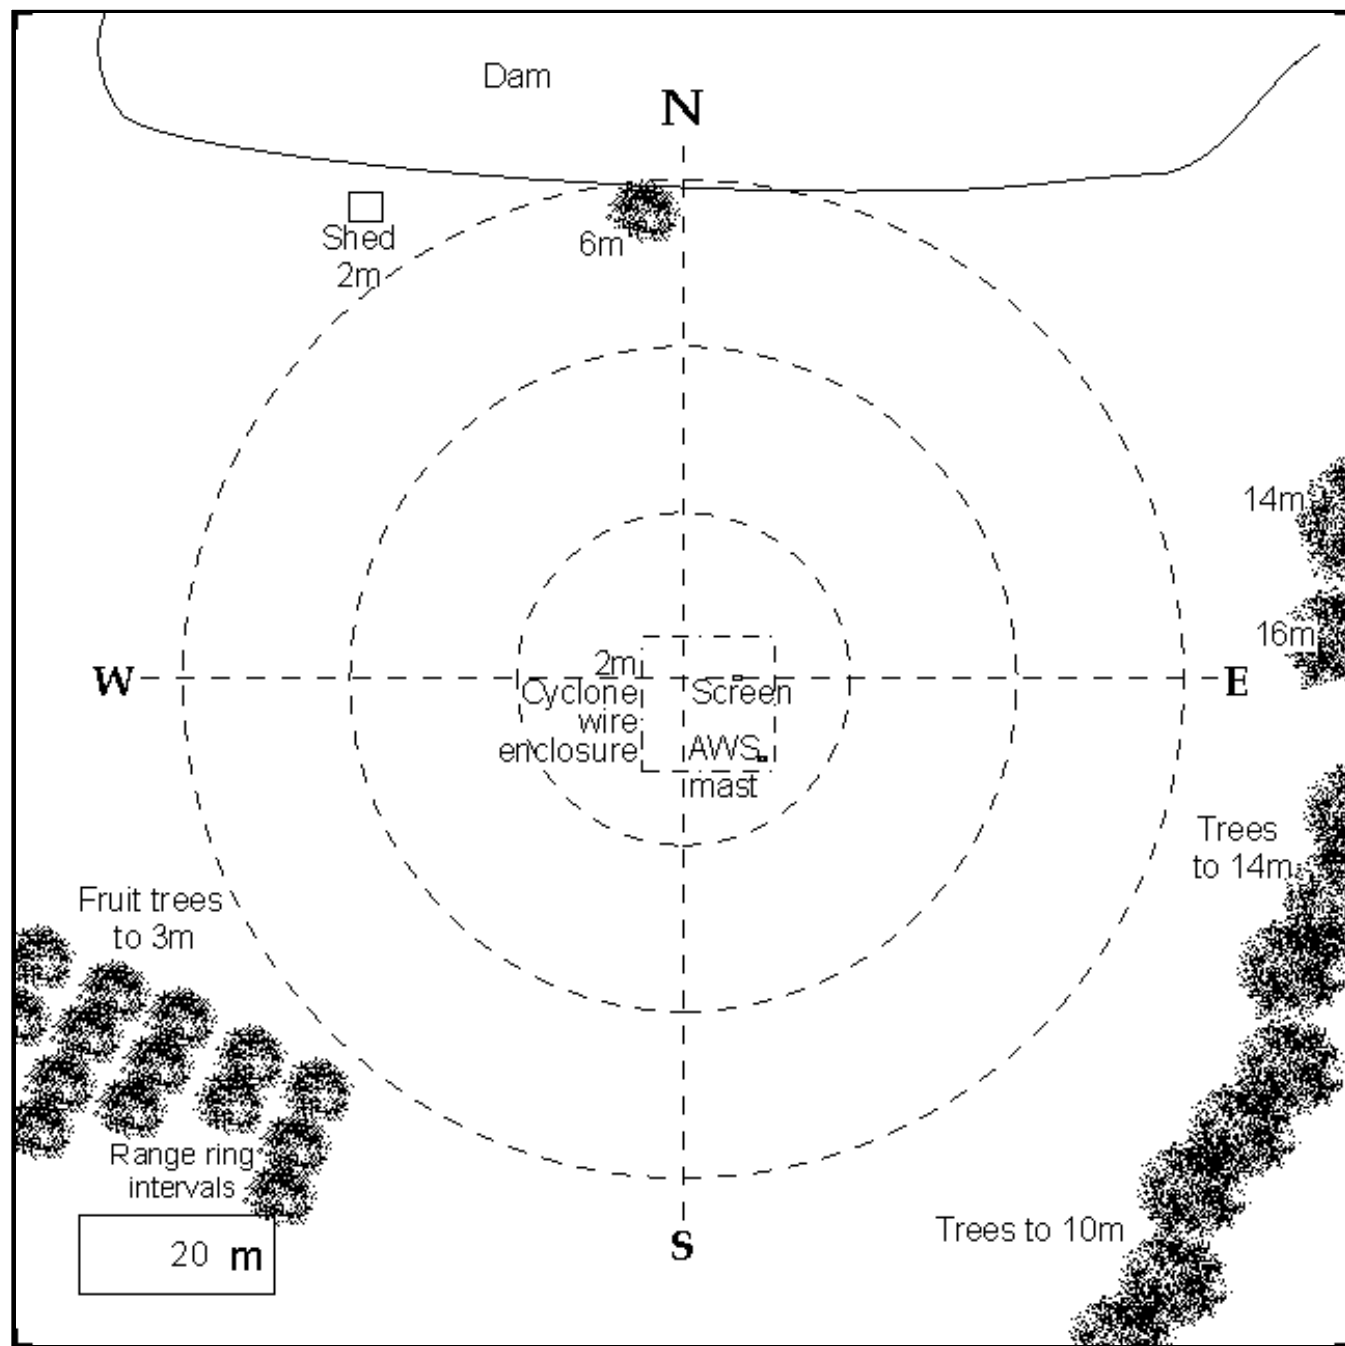 Dam
N
Shed
2m
6m
14m
16m
W
E
2m
Cyclone
wire
enclosure
Screen
AWS
mast
Trees
to 14m
Fruit trees
to 3m
Range ring
intervals
20 m
Trees to 10m
S